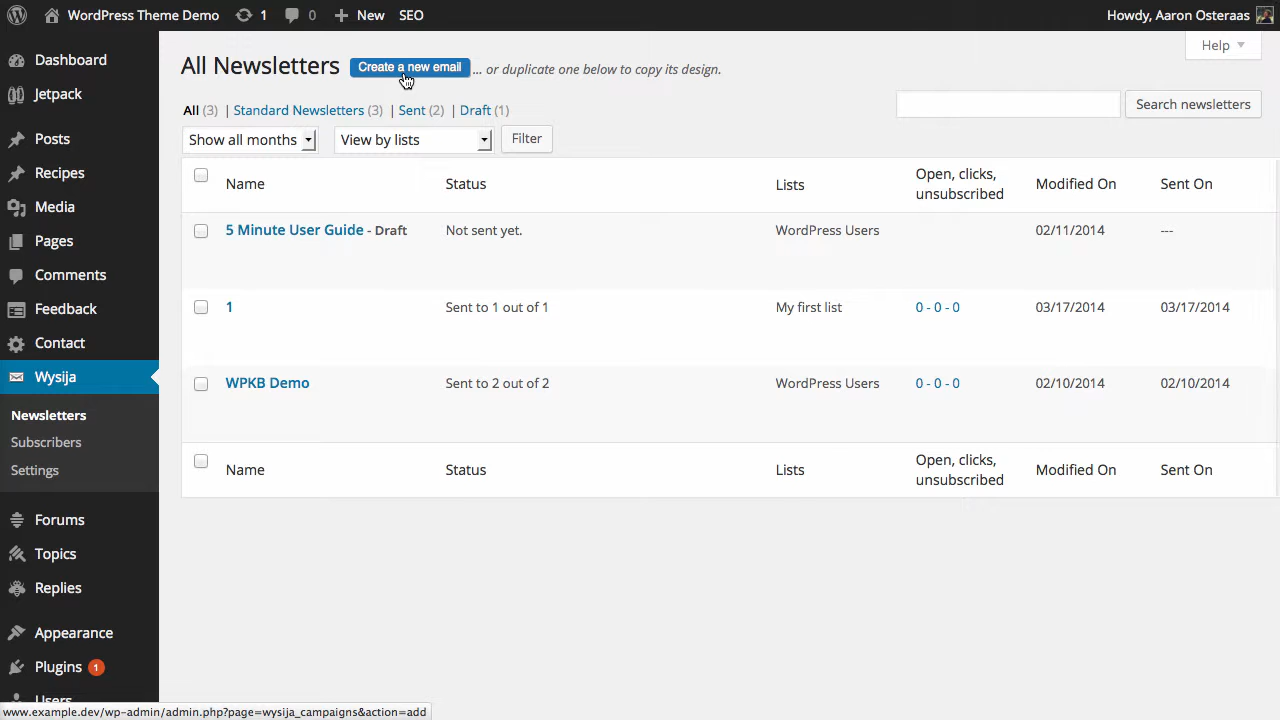 WordPress Theme Demo 1 0 New SEO Howdy, Aaron Osteraas
Dashboard
Jetpack
Posts
Recipes
Media
Pages
Comments
Feedback
Contact
Wysija
Newsletters
Subscribers
Settings
Forums
Topics
Replies
Appearance
Plugins 1
Users
Help
All Newsletters Create a new email ... or duplicate one below to copy its design.
All (3) | Standard Newsletters (3) | Sent (2) | Draft (1)
Search newsletters
Show all months View by lists Filter
Name Status Lists Open, clicks, unsubscribed Modified On Sent On
5 Minute User Guide - Draft Not sent yet. WordPress Users 02/11/2014 ---
1 Sent to 1 out of 1 My first list 0 - 0 - 0 03/17/2014 03/17/2014
WPKB Demo Sent to 2 out of 2 WordPress Users 0 - 0 - 0 02/10/2014 02/10/2014
Name Status Lists Open, clicks, unsubscribed Modified On Sent On
www.example.dev/wp-admin/admin.php?page=wysija_campaigns&action=add